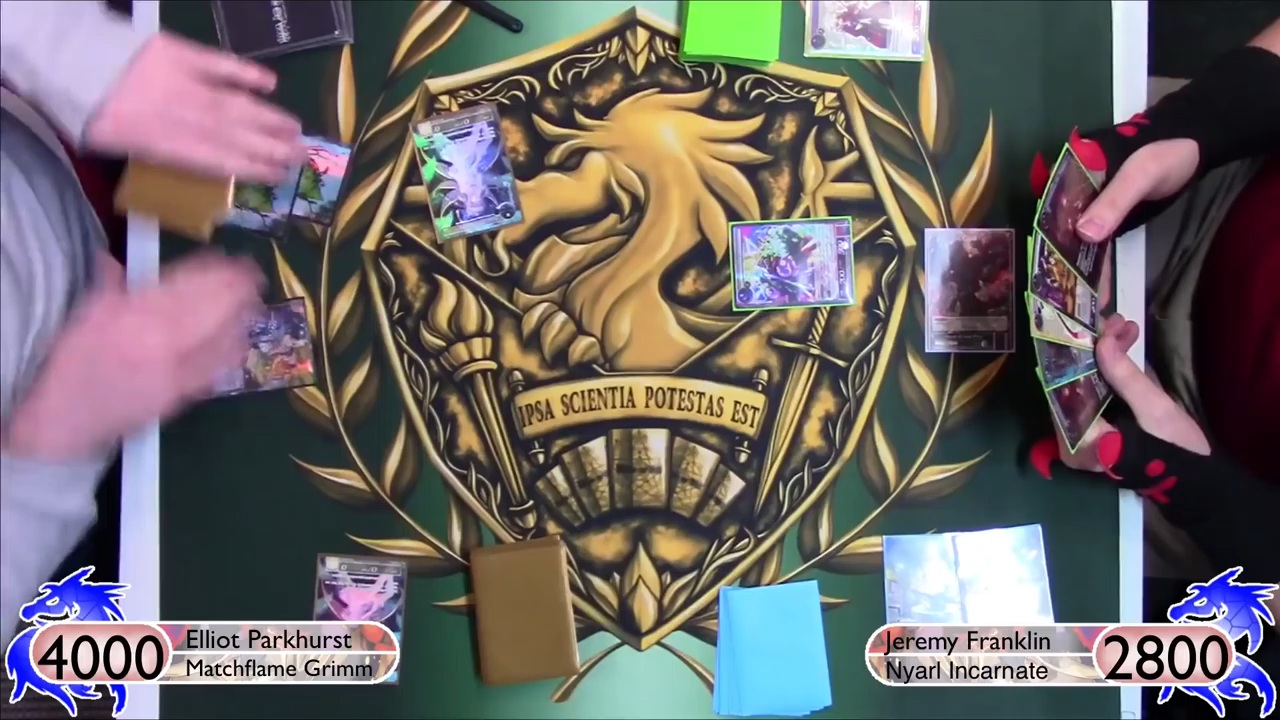 IPSA SCIENTIA POTESTAS EST
4000
Elliot Parkhurst
Matchflame Grimm
Jeremy Franklin
Nyarl Incarnate
2800